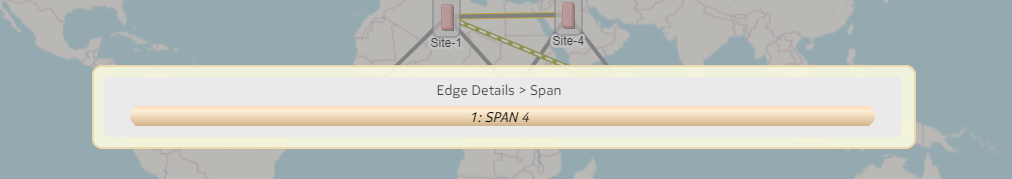 Site-1
Site-4
Edge Details > Span
1: SPAN 4